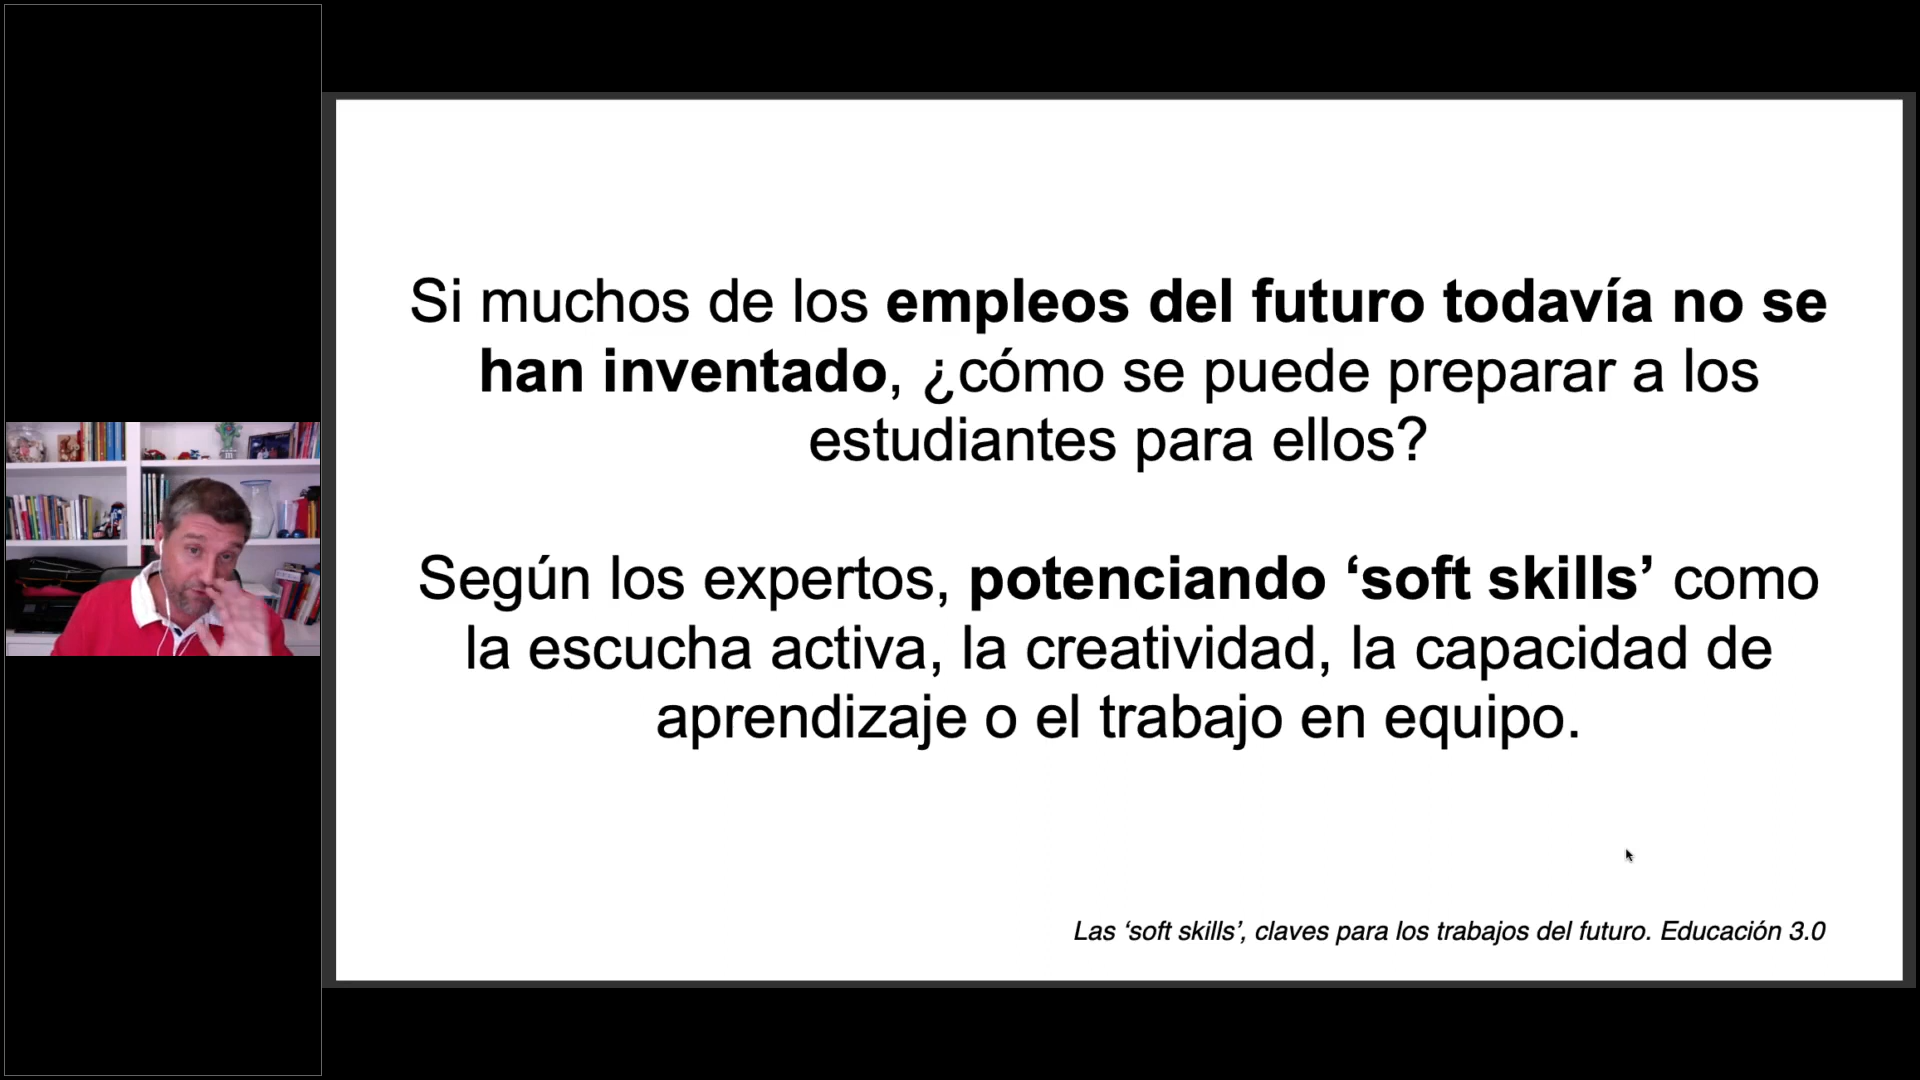 Si muchos de los empleos del futuro todavía no se
han inventado, ¿cómo se puede preparar a los
estudiantes para ellos?
Según los expertos, potenciando ‘soft skills’ como
la escucha activa, la creatividad, la capacidad de
aprendizaje o el trabajo en equipo.
Las ‘soft skills’, claves para los trabajos del futuro. Educación 3.0